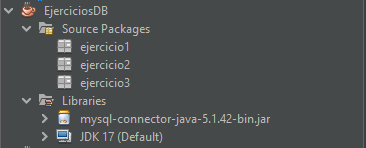 EjerciciosDB
Source Packages
ejercicio1
ejercicio2
ejercicio3
Libraries
mysql-connector-java-5.1.42-bin.jar
JDK 17 (Default)